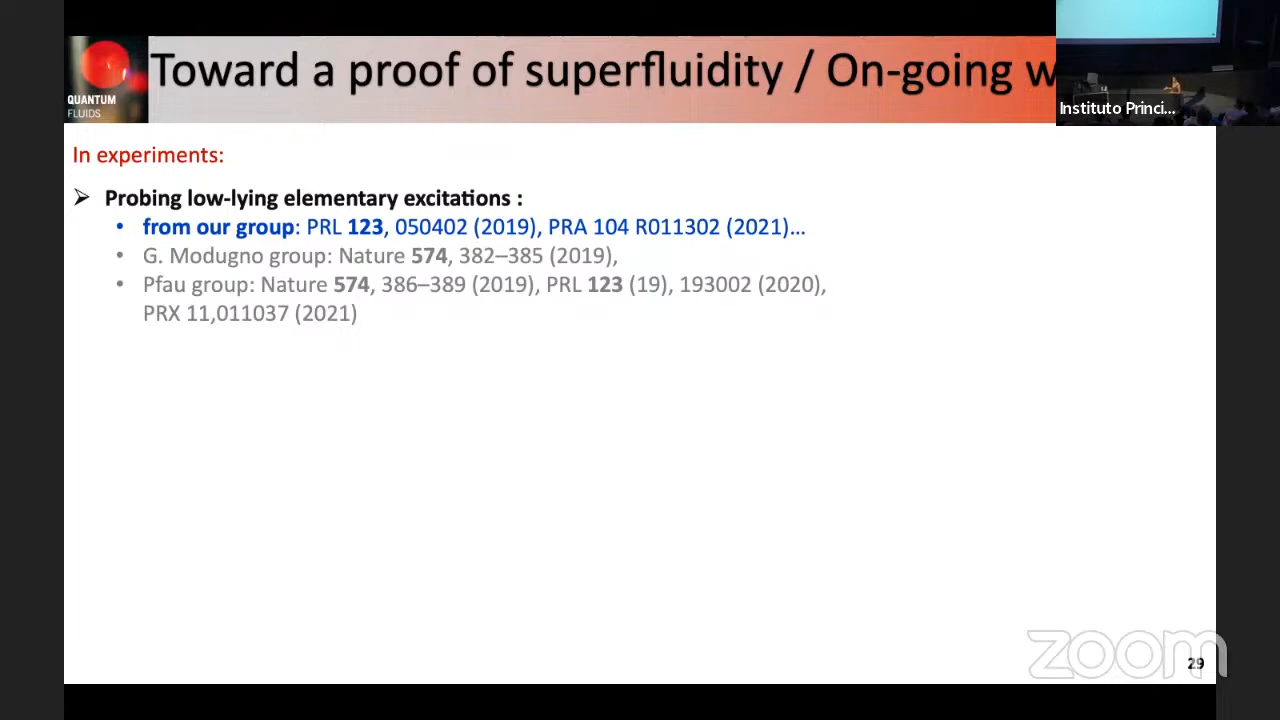 Toward a proof of superfluidity / On-going w
QUANTUM
FLUIDS
Instituto Princi...
In experiments:
➢ Probing low-lying elementary excitations :
• from our group: PRL 123, 050402 (2019), PRA 104 R011302 (2021)...
• G. Modugno group: Nature 574, 382–385 (2019),
• Pfau group: Nature 574, 386–389 (2019), PRL 123 (19), 193002 (2020),
PRX 11,011037 (2021)
zoom
29